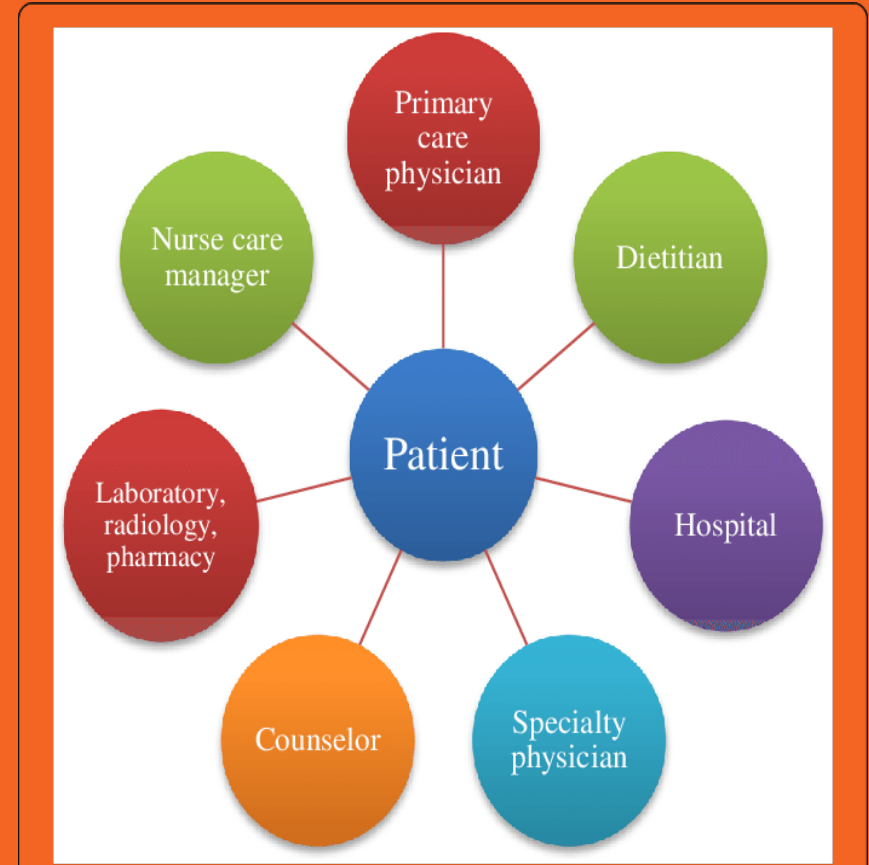 Primary
care
physician
Nurse care
manager
Dietitian
Patient
Laboratory,
radiology,
pharmacy
Hospital
Counselor
Specialty
physician